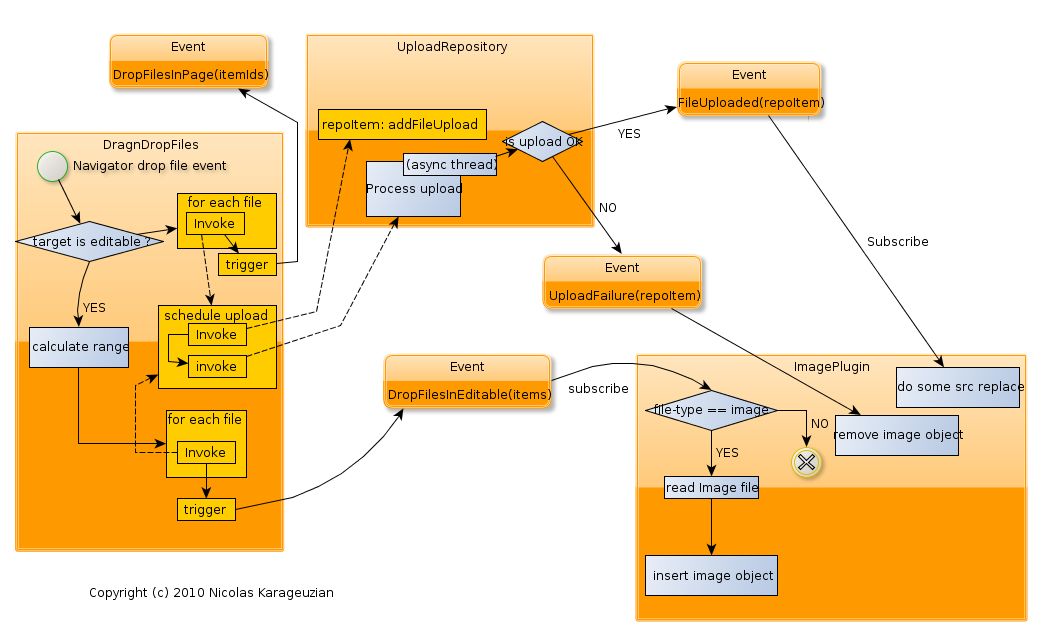 Event
DropFilesInPage(itemIds)
UploadRepository
repoItem: addFileUpload
(async thread)
Process upload
is upload OK
YES
NO
Event
FileUploaded(repoItem)
Subscribe
DragnDropFiles
Navigator drop file event
target is editable ?
for each file
Invoke
trigger
YES
calculate range
schedule upload
Invoke
invoke
for each file
Invoke
trigger
Event
UploadFailure(repoItem)
Event
DropFilesInEditable(items)
subscribe
ImagePlugin
do some src replace
file-type == image
NO
remove image object
YES
read Image file
insert image object
Copyright (c) 2010 Nicolas Karageuzian